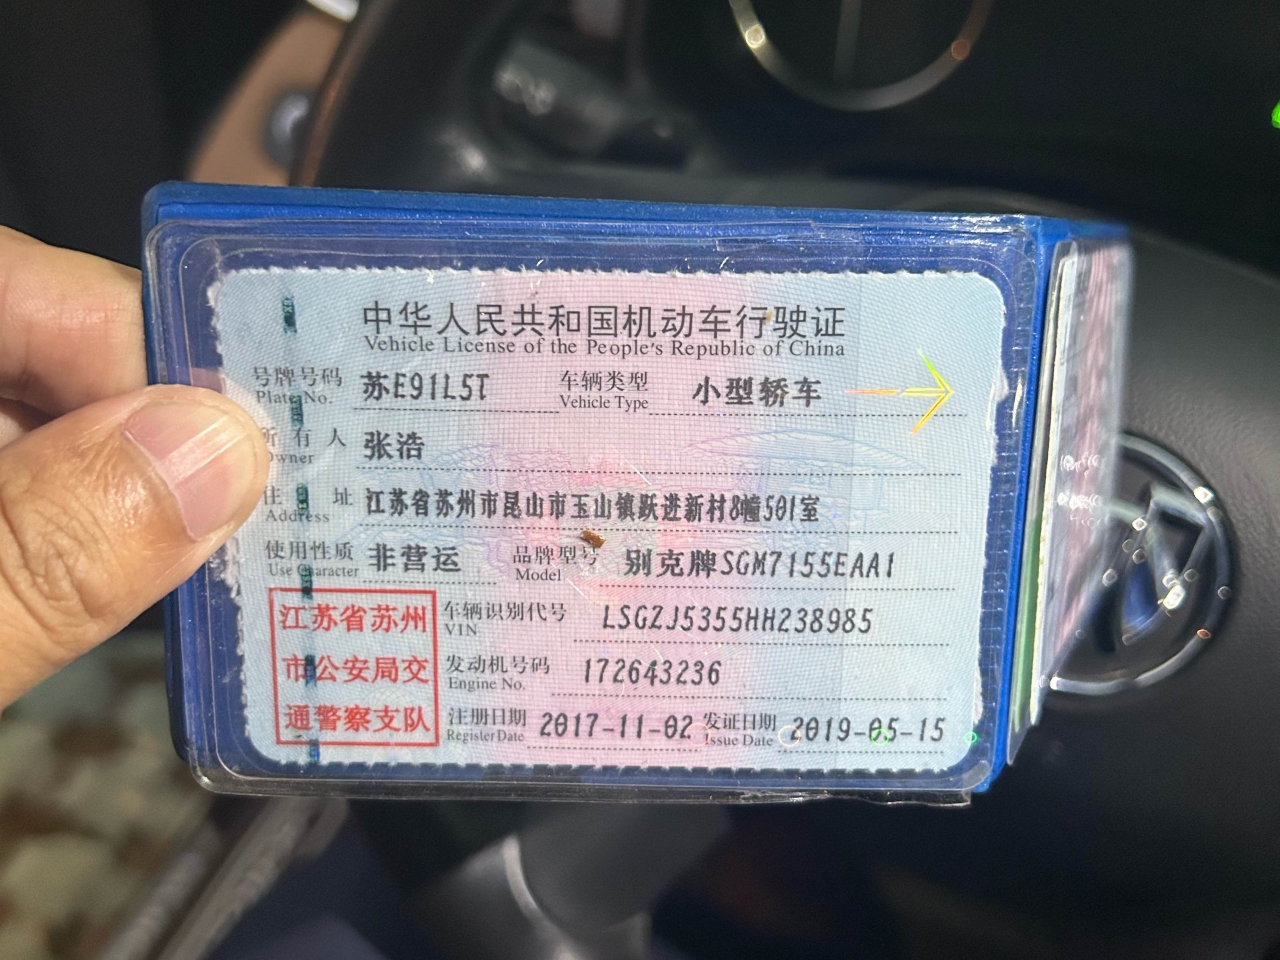 中华人民共和国机动车行驶证
Vehicle License of the People's Republic of China
号牌号码 苏E91L5T 车辆类型 小型轿车
Plate No. Vehicle Type
所有人 张浩
Owner
住址 江苏省苏州市昆山市玉山镇跃进新村8幢501室
Address
使用性质 非营运 品牌型号 别克牌SGM7155EAA1
Use Character Model
江苏省苏州 车辆识别代号 LSGZJ5355HH238985
VIN
市公安局交 发动机号码 172643236
Engine No.
通警察支队 注册日期 2017-11-02 发证日期 2019-05-15
Register Date Issue Date